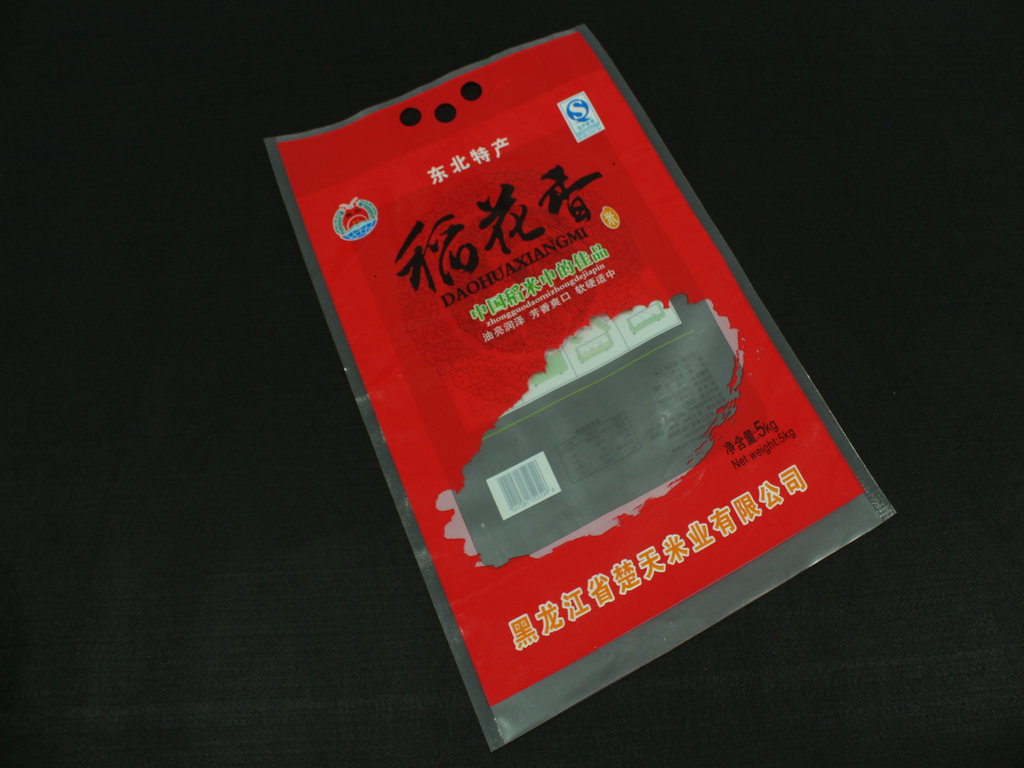 东北特产
稻花香
米
DAOHUAXIANGMI
中国稻米中的佳品
zhongguodaomizhongdejiapin
油亮润泽 芳香爽口 软硬适中
净含量:5kg
Net weight:5kg
黑龙江省楚天米业有限公司